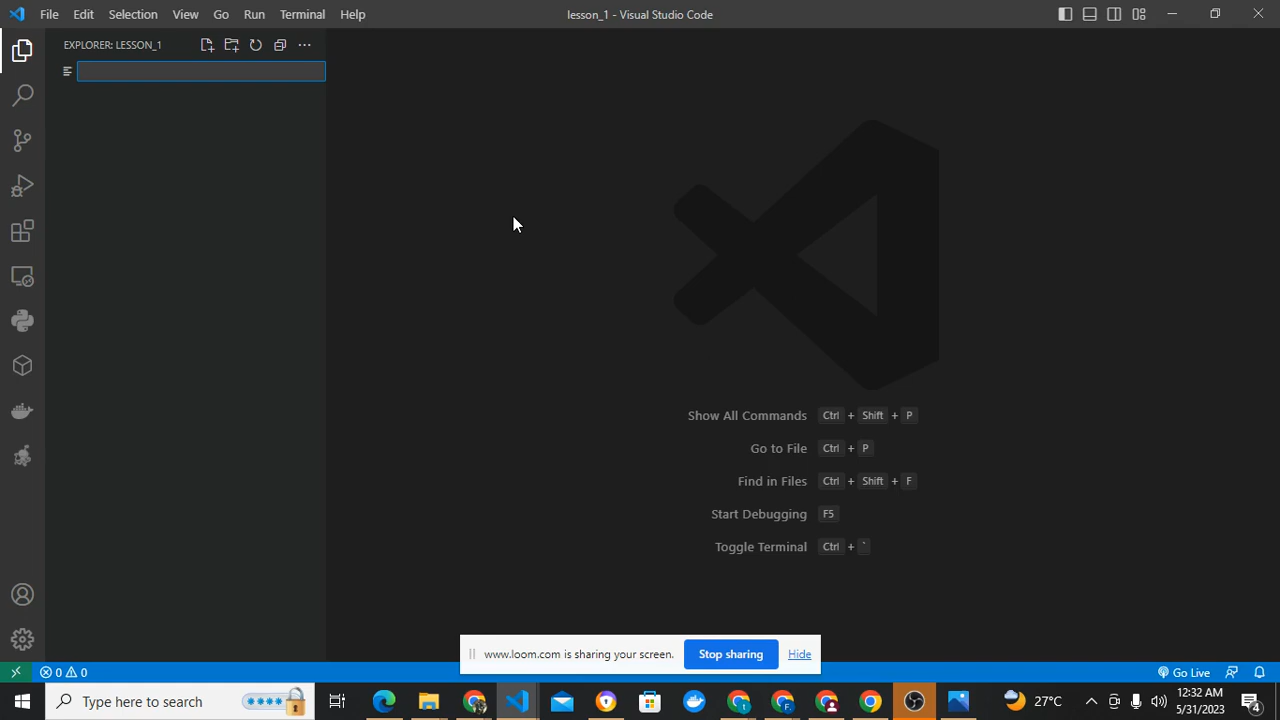 File Edit Selection View Go Run Terminal Help
lesson_1 - Visual Studio Code
EXPLORER: LESSON_1
Show All Commands Ctrl + Shift + P
Go to File Ctrl + P
Find in Files Ctrl + Shift + F
Start Debugging F5
Toggle Terminal Ctrl + `
www.loom.com is sharing your screen. Stop sharing Hide
0 0 Go Live
Type here to search
27°C
12:32 AM
5/31/2023
4